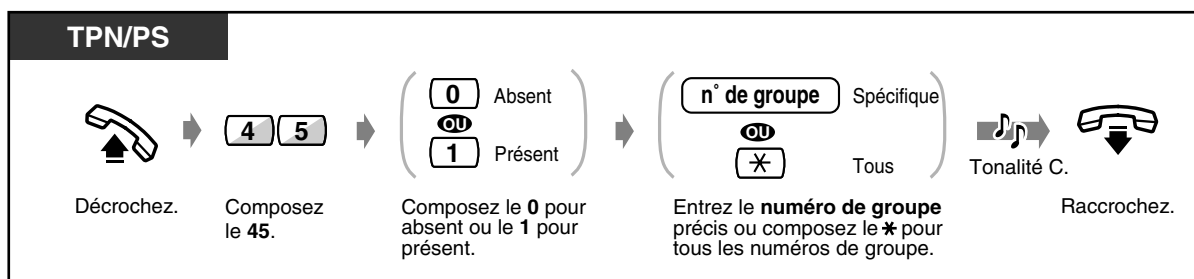 TPN/PS
Décrochez.
4 5
Composez
le 45.
0 Absent
OU
1 Présent
Composez le 0 pour
absent ou le 1 pour
présent.
n° de groupe Spécifique
OU
* Tous
Entrez le numéro de groupe
précis ou composez le * pour
tous les numéros de groupe.
Tonalité C.
Raccrochez.